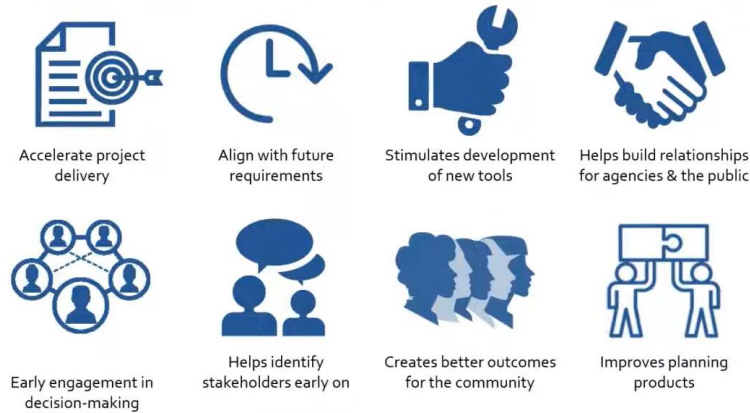 Accelerate project
delivery
Align with future
requirements
Stimulates development
of new tools
Helps build relationships
for agencies & the public
Early engagement in
decision-making
Helps identify
stakeholders early on
Creates better outcomes
for the community
Improves planning
products